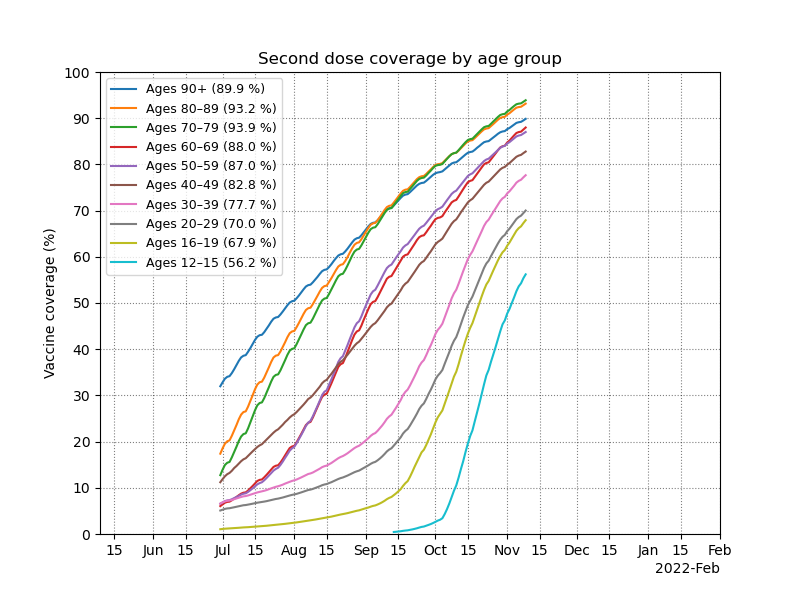 Second dose coverage by age group
Vaccine coverage (%)
100
90
80
70
60
50
40
30
20
10
0
Ages 90+ (89.9 %)
Ages 80–89 (93.2 %)
Ages 70–79 (93.9 %)
Ages 60–69 (88.0 %)
Ages 50–59 (87.0 %)
Ages 40–49 (82.8 %)
Ages 30–39 (77.7 %)
Ages 20–29 (70.0 %)
Ages 16–19 (67.9 %)
Ages 12–15 (56.2 %)
15 Jun 15 Jul 15 Aug 15 Sep 15 Oct 15 Nov 15 Dec 15 Jan 15 Feb
2022-Feb